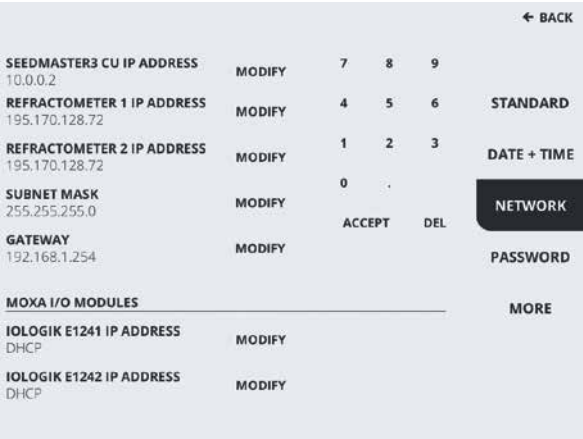 ← BACK
SEEDMASTER3 CU IP ADDRESS
10.0.0.2
MODIFY
REFRACTOMETER 1 IP ADDRESS
195.170.128.72
MODIFY
REFRACTOMETER 2 IP ADDRESS
195.170.128.72
MODIFY
SUBNET MASK
255.255.255.0
MODIFY
GATEWAY
192.168.1.254
MODIFY
7 8 9
4 5 6
1 2 3
0 .
ACCEPT DEL
MOXA I/O MODULES
IOLOGIK E1241 IP ADDRESS
DHCP
MODIFY
IOLOGIK E1242 IP ADDRESS
DHCP
MODIFY
STANDARD
DATE + TIME
NETWORK
PASSWORD
MORE